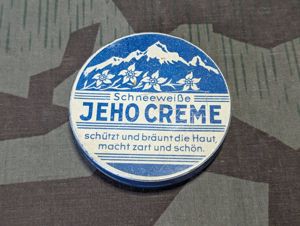 Schneeweiße
JEHO CREME
schützt und bräunt die Haut,
macht zart und schön.